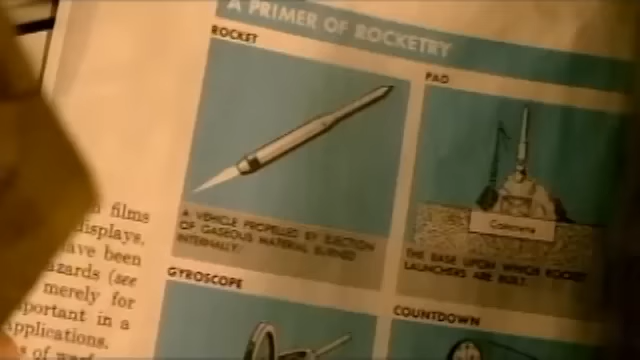 A PRIMER OF ROCKETRY
ROCKET
A VEHICLE PROPELLED BY EJECTION
OF GASEOUS MATERIAL BURNED
INTERNALLY.
PAD
Concrete
THE BASE UPON WHICH ROCKET
LAUNCHERS ARE BUILT.
GYROSCOPE
COUNTDOWN
films
displays,
have been
hazards (see
merely for
important in a
applications.